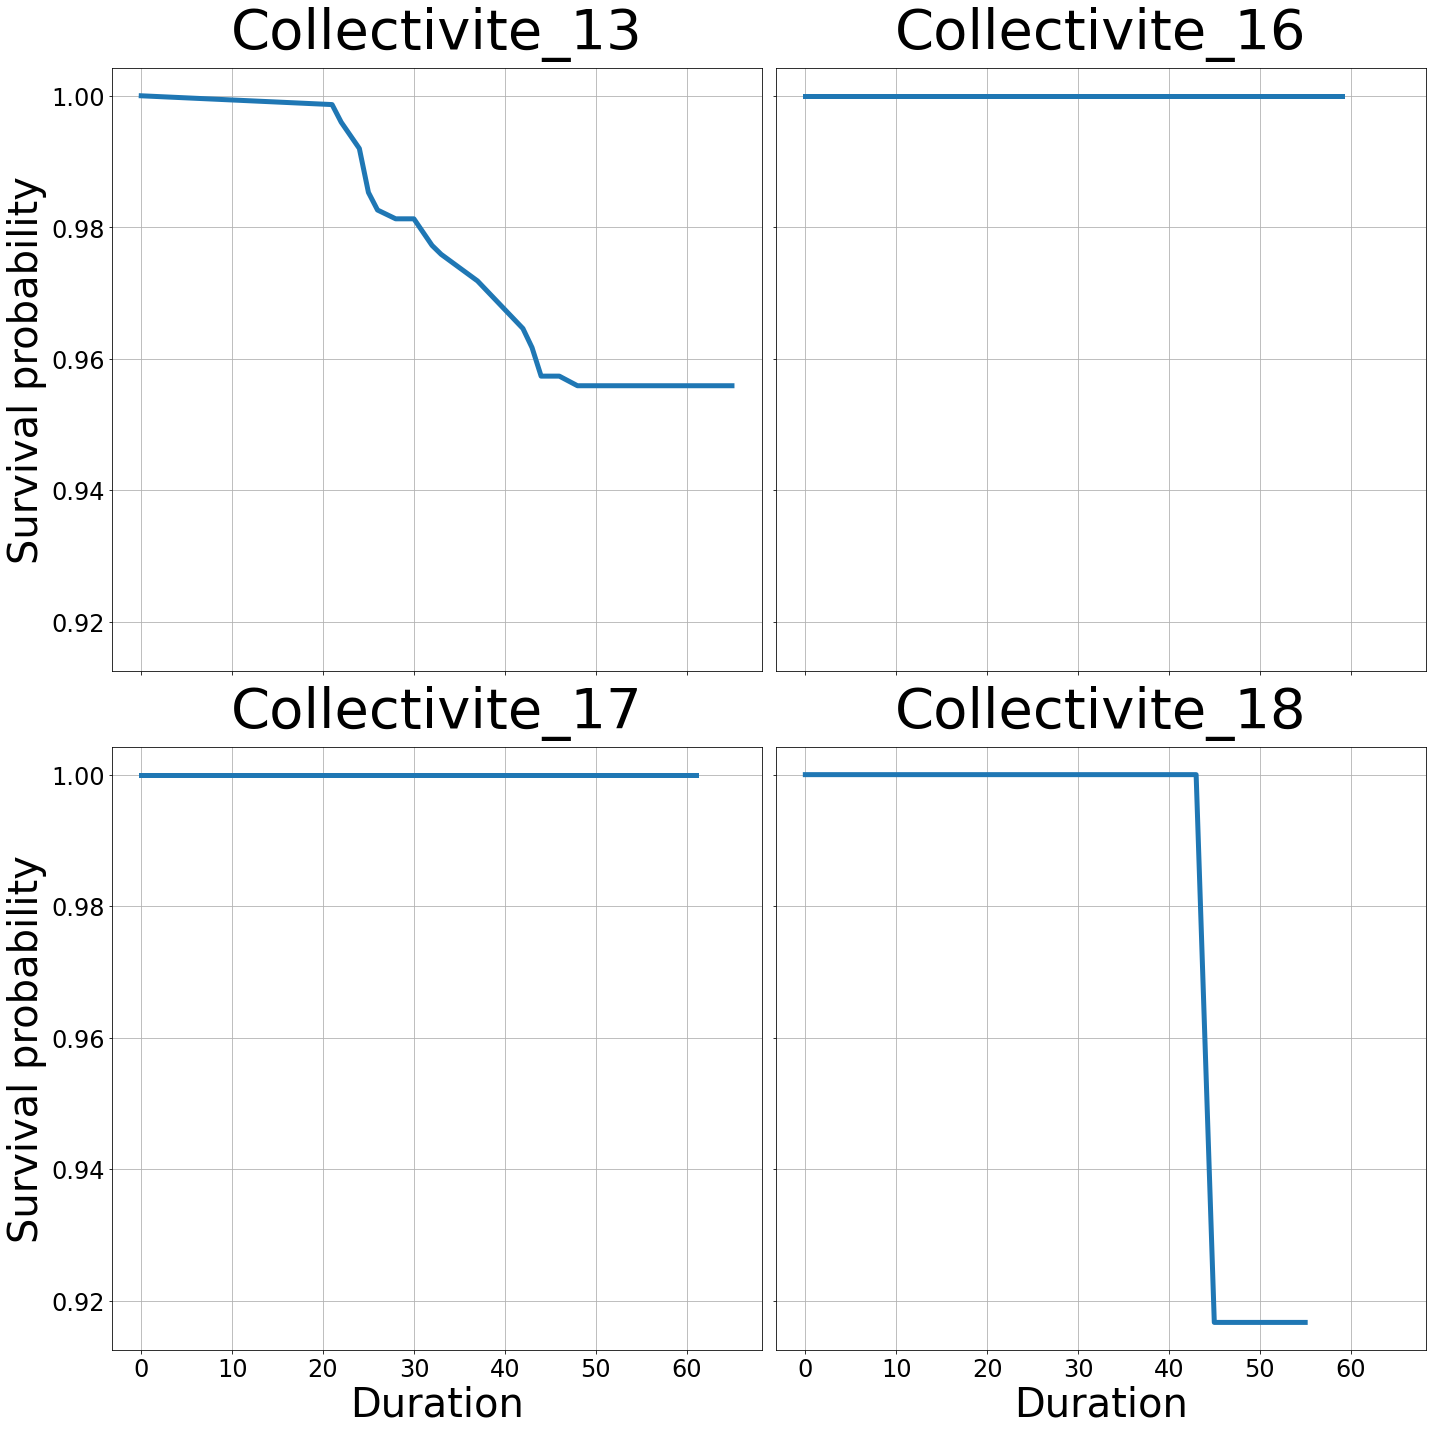 Collectivite_13
Collectivite_16
Survival probability
1.00
0.98
0.96
0.94
0.92
Collectivite_17
Collectivite_18
Survival probability
1.00
0.98
0.96
0.94
0.92
0 10 20 30 40 50 60
0 10 20 30 40 50 60
Duration
Duration